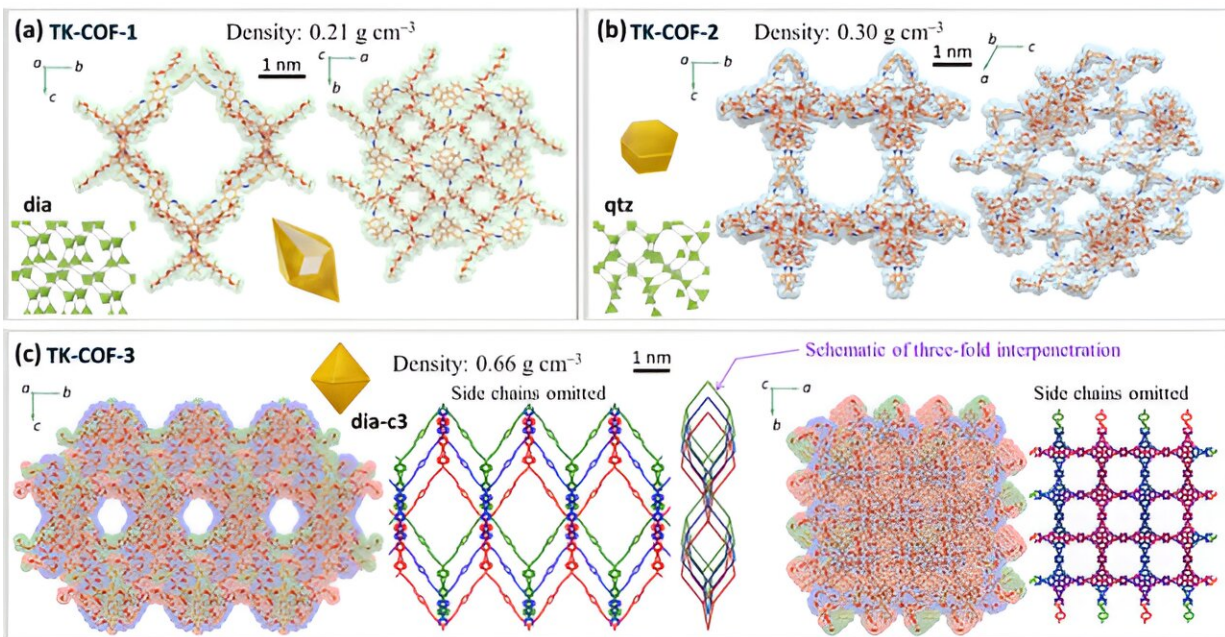 (a) TK-COF-1 Density: 0.21 g cm⁻³
a b c
1 nm
c a b
dia
(b) TK-COF-2 Density: 0.30 g cm⁻³
a b c
1 nm
b c a
qtz
(c) TK-COF-3 Density: 0.66 g cm⁻³
1 nm
Schematic of three-fold interpenetration
a b c
dia-c3
Side chains omitted
c a b
Side chains omitted